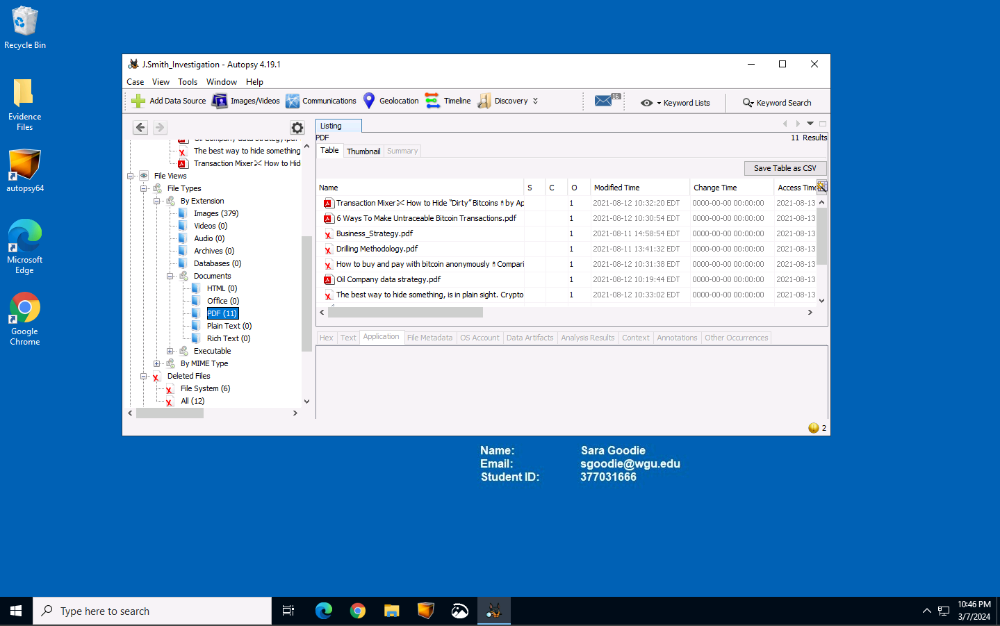 Recycle Bin
Evidence
Files
autopsy64
Microsoft
Edge
Google
Chrome
J.Smith_Investigation - Autopsy 4.19.1
Case View Tools Window Help
Add Data Source Images/Videos Communications Geolocation Timeline Discovery 16 Keyword Lists Keyword Search
Oil Company data strategy.pdf
The best way to hide something
Transaction Mixer✂ How to Hid
File Views
File Types
By Extension
Images (379)
Videos (0)
Audio (0)
Archives (0)
Databases (0)
Documents
HTML (0)
Office (0)
PDF (11)
Plain Text (0)
Rich Text (0)
Executable
By MIME Type
Deleted Files
File System (6)
All (12)
Listing
PDF 11 Results
Table Thumbnail Summary
Save Table as CSV
Name S C O Modified Time Change Time Access Time
Transaction Mixer✂ How to Hide "Dirty" Bitcoins by Ap 1 2021-08-12 10:32:20 EDT 0000-00-00 00:00:00 2021-08-13
6 Ways To Make Untraceable Bitcoin Transactions.pdf 1 2021-08-12 10:30:54 EDT 0000-00-00 00:00:00 2021-08-13
Business_Strategy.pdf 1 2021-08-11 14:58:54 EDT 0000-00-00 00:00:00 2021-08-13
Drilling Methodology.pdf 1 2021-08-11 13:41:32 EDT 0000-00-00 00:00:00 2021-08-13
How to buy and pay with bitcoin anonymously Compari 1 2021-08-12 10:31:38 EDT 0000-00-00 00:00:00 2021-08-13
Oil Company data strategy.pdf 1 2021-08-12 10:19:44 EDT 0000-00-00 00:00:00 2021-08-13
The best way to hide something, is in plain sight. Crypto 1 2021-08-12 10:33:02 EDT 0000-00-00 00:00:00 2021-08-13
Hex Text Application File Metadata OS Account Data Artifacts Analysis Results Context Annotations Other Occurrences
2
Name: Sara Goodie
Email: sgoodie@wgu.edu
Student ID: 377031666
Type here to search
10:46 PM
3/7/2024